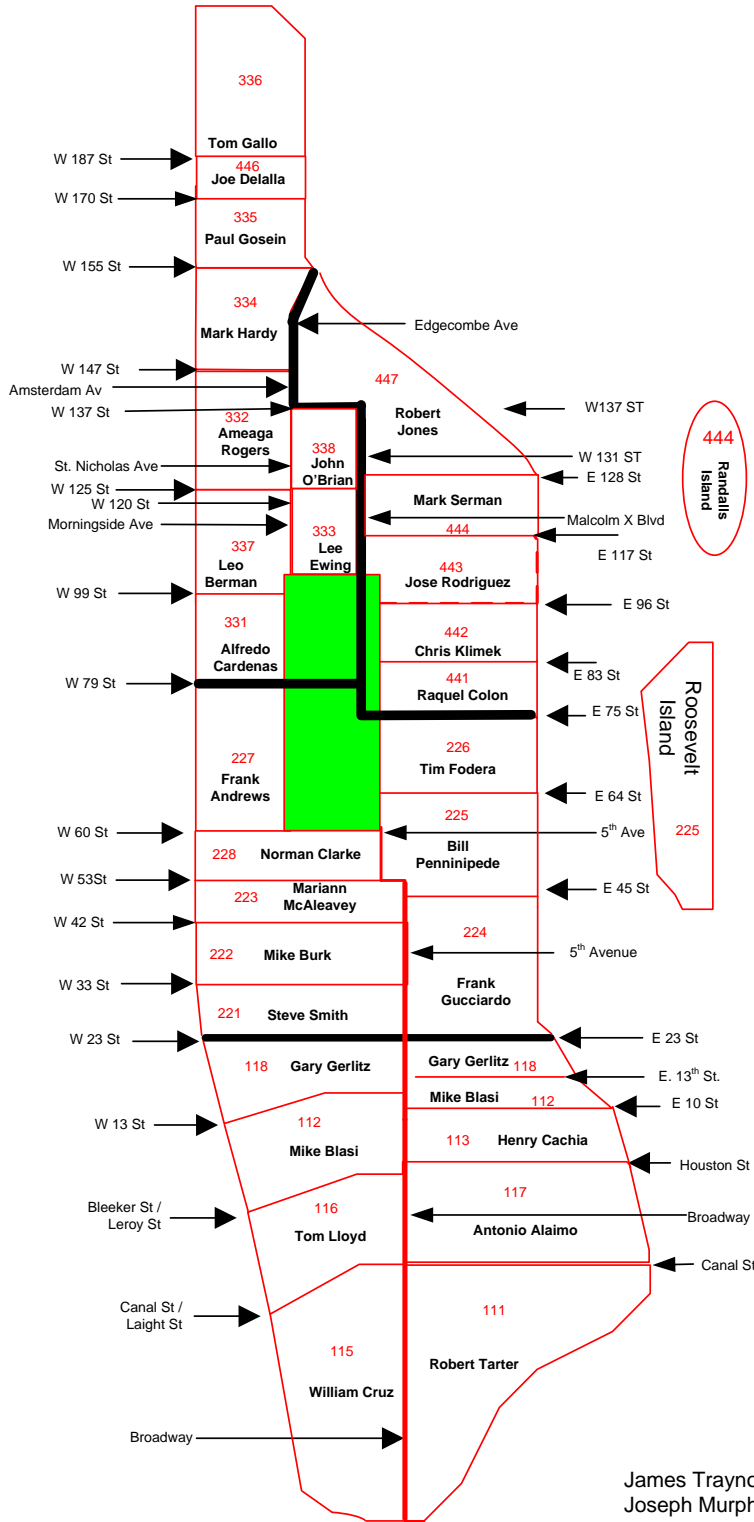 336
Tom Gallo
W 187 St
446
Joe Delalla
W 170 St
335
Paul Gosein
W 155 St
334
Mark Hardy
Edgecombe Ave
W 147 St
447
Amsterdam Av
W 137 St
W137 ST
Robert
Jones
332
Ameaga
Rogers
444
Randalls
Island
338
John
O'Brian
W 131 ST
St. Nicholas Ave
E 128 St
W 125 St
W 120 St
Mark Serman
Malcolm X Blvd
Morningside Ave
444
333
Lee
Ewing
E 117 St
337
Leo
Berman
443
Jose Rodriguez
W 99 St
E 96 St
331
Alfredo
Cardenas
442
Chris Klimek
E 83 St
W 79 St
441
Raquel Colon
Roosevelt
Island
E 75 St
226
Tim Fodera
227
Frank
Andrews
E 64 St
225
225
W 60 St
5th Ave
Bill
Penninipede
228
Norman Clarke
W 53St
Mariann
McAleavey
223
E 45 St
W 42 St
224
222
Mike Burk
5th Avenue
W 33 St
Frank
Gucciardo
221
Steve Smith
W 23 St
E 23 St
118
Gary Gerlitz
Gary Gerlitz
118
E. 13th St.
Mike Blasi
112
E 10 St
W 13 St
112
Mike Blasi
113
Henry Cachia
Houston St
117
Bleeker St /
Leroy St
116
Tom Lloyd
Broadway
Antonio Alaimo
Canal St
Canal St /
Laight St
111
115
Robert Tarter
William Cruz
Broadway
James
Joseph